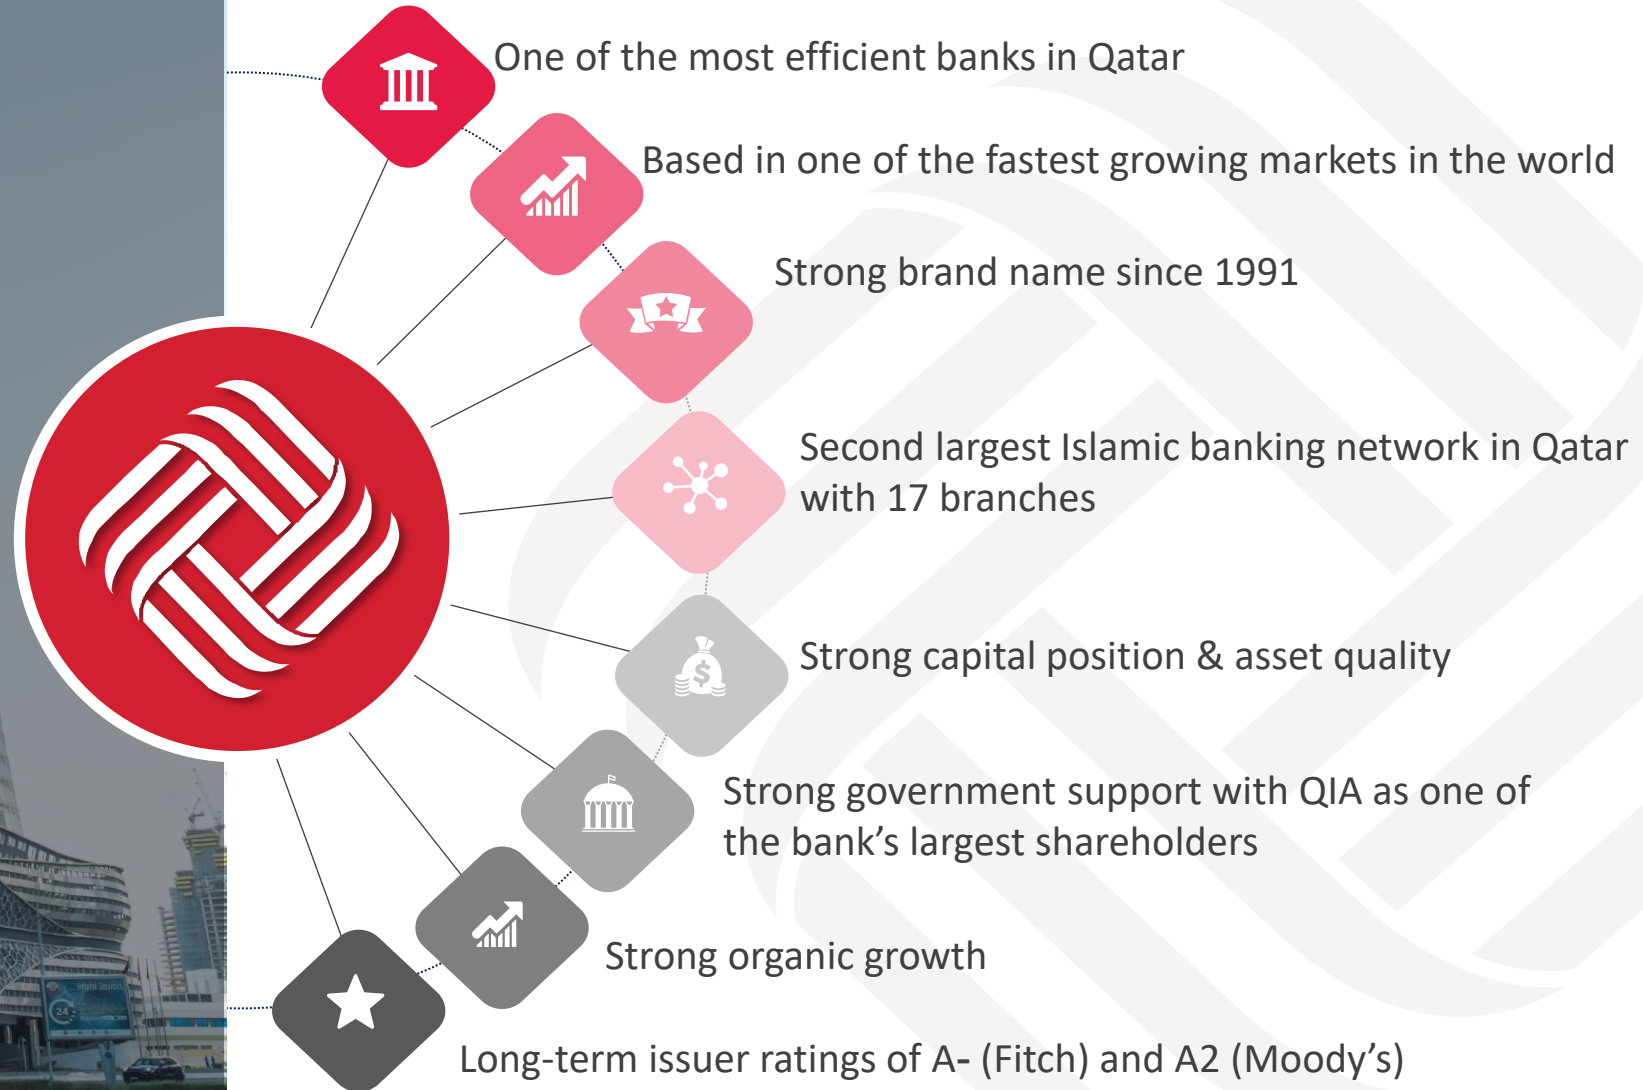 One of the most efficient banks in Qatar
Based in one of the fastest growing markets in the world
Strong brand name since 1991
Second largest Islamic banking network in Qatar
with 17 branches
Strong capital position & asset quality
Strong government support with QIA as one of
the bank's largest shareholders
Strong organic growth
24
Long-term issuer ratings of A- (Fitch) and A2 (Moody's)